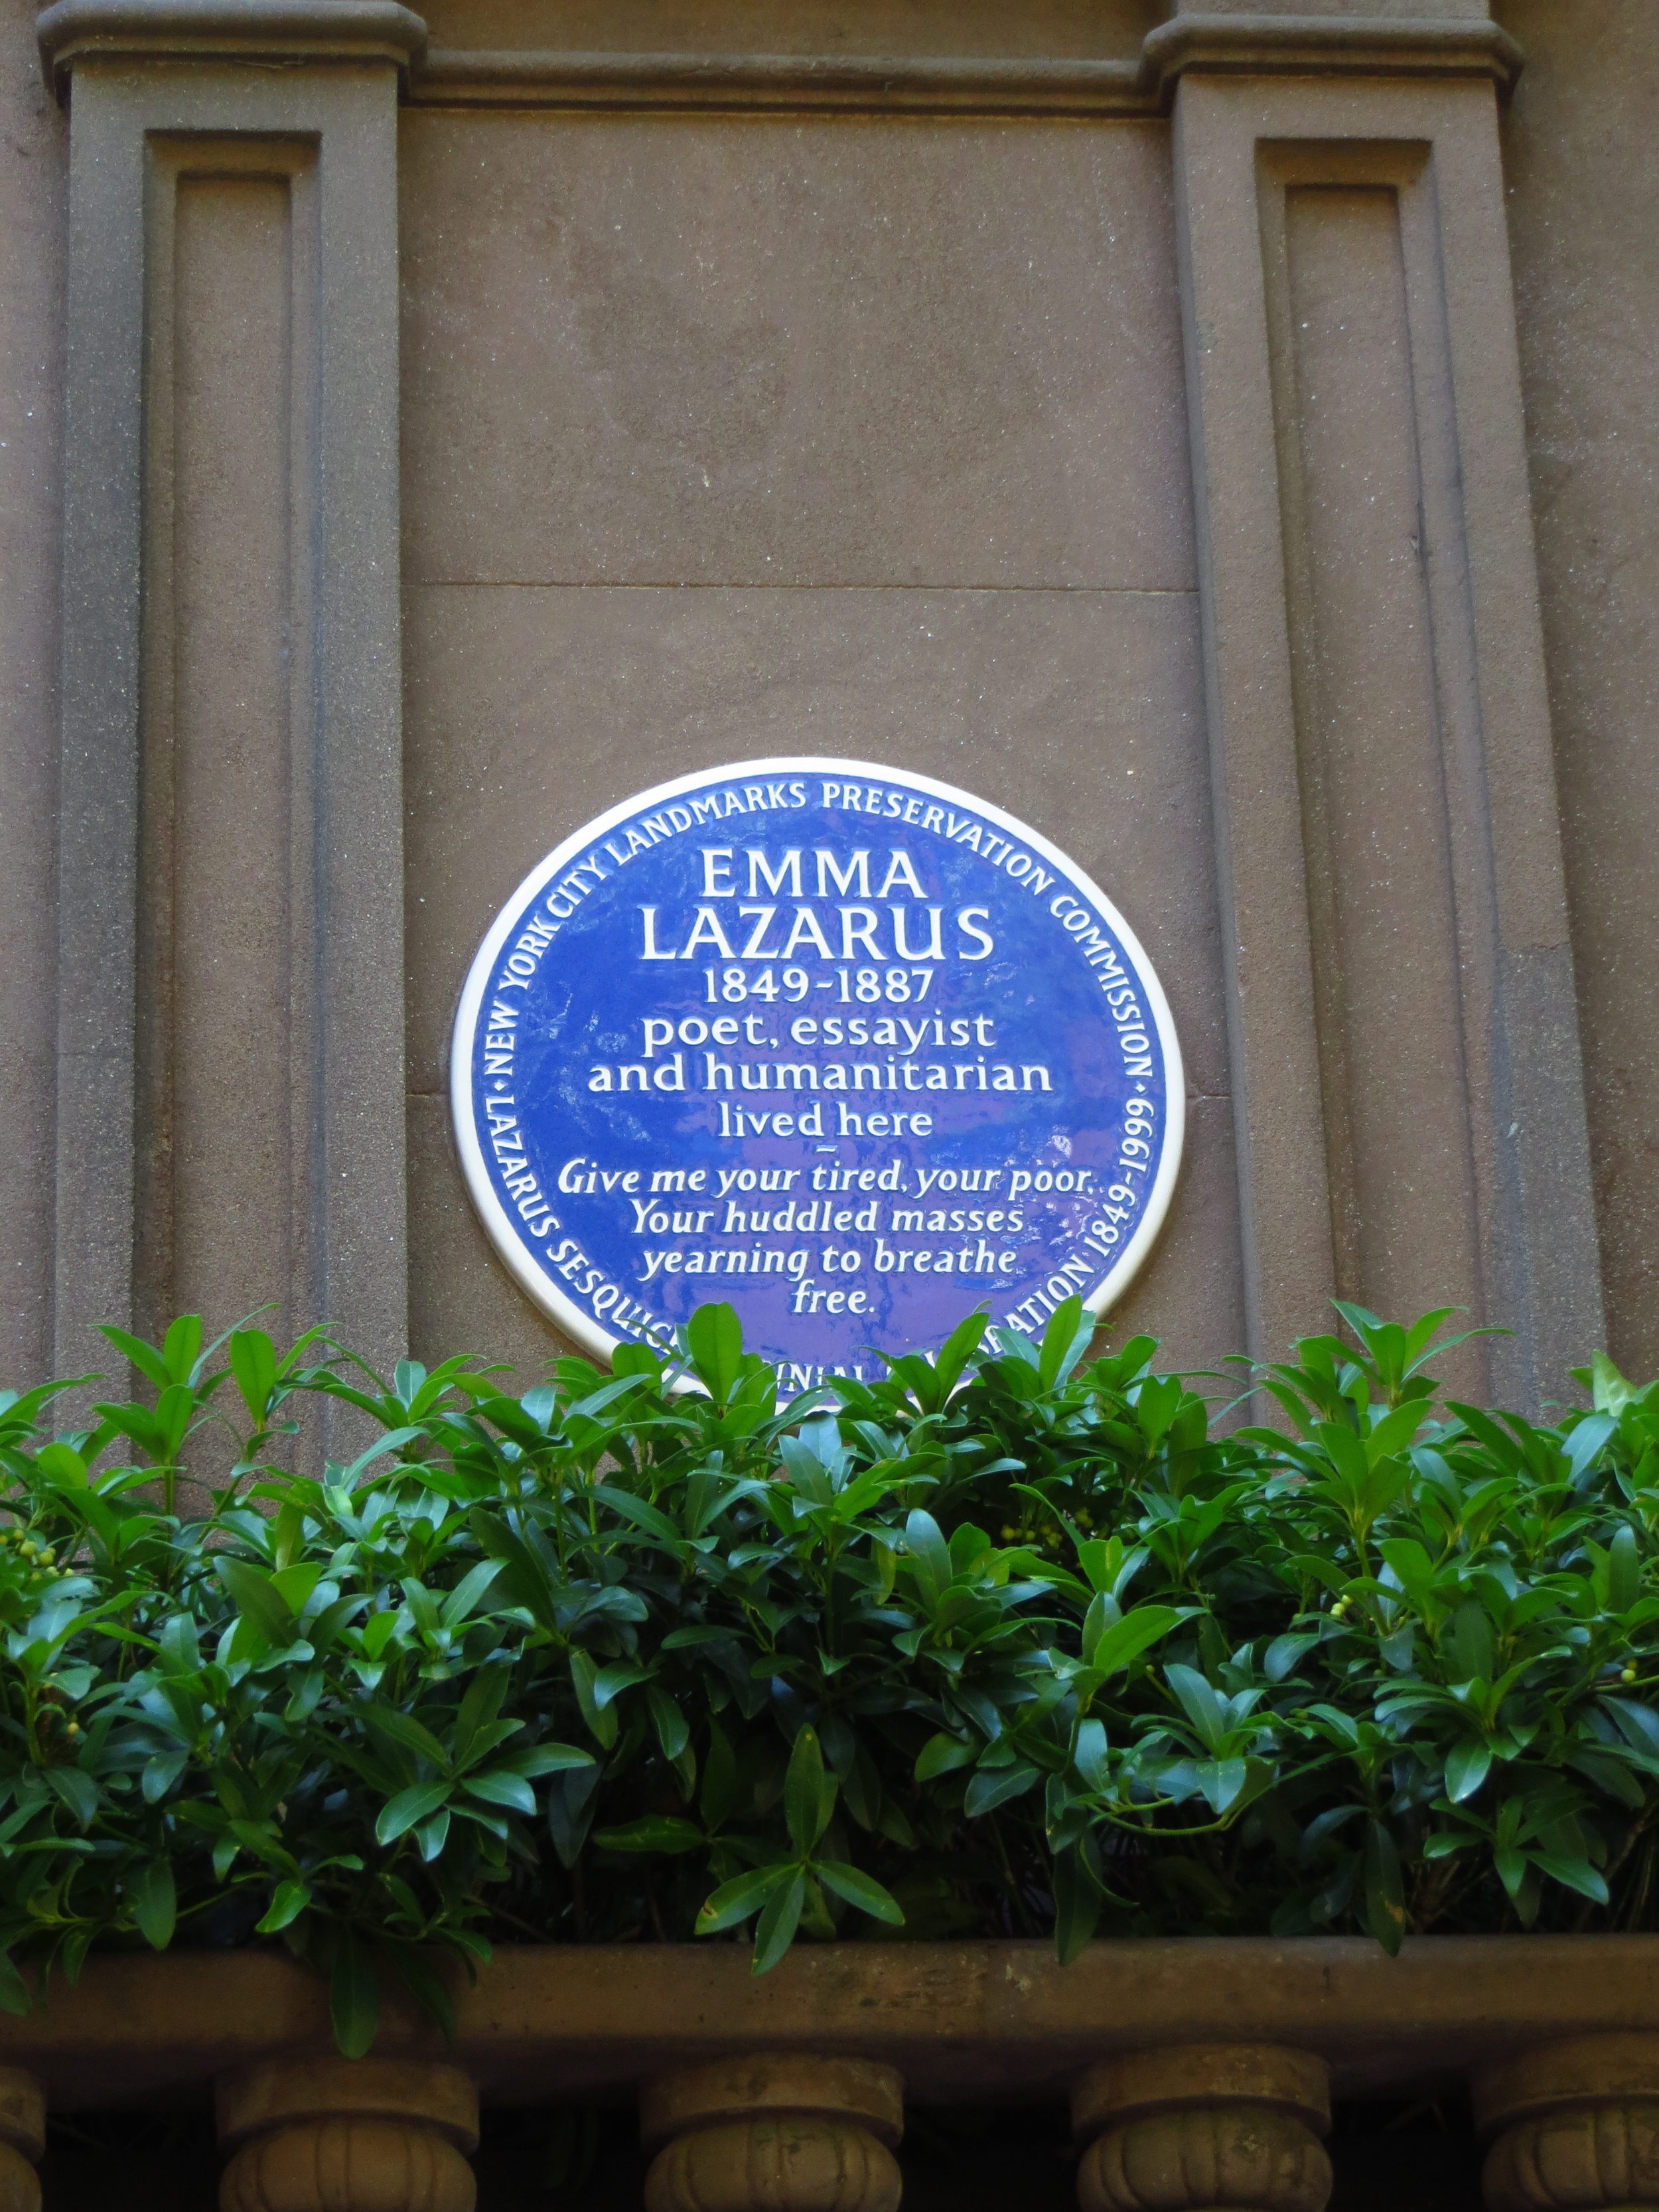 NEW YORK CITY LANDMARKS PRESERVATION COMMISSION
EMMA
LAZARUS
1849-1887
poet, essayist
and humanitarian
lived here
–
Give me your tired, your poor,
Your huddled masses
yearning to breathe
free.
LAZARUS 1849-1999